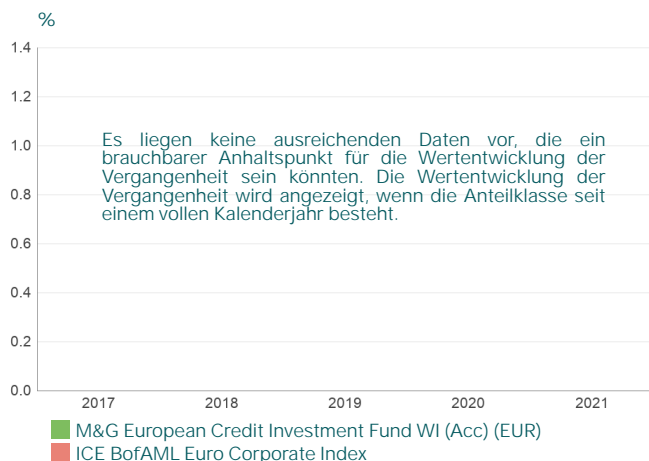 %
1.4
1.2
1.0
0.8
0.6
0.4
0.2
0.0
Es liegen keine ausreichenden Daten vor, die ein
brauchbarer Anhaltspunkt für die Wertentwicklung der
Vergangenheit sein könnten. Die Wertentwicklung der
Vergangenheit wird angezeigt, wenn die Anteilklasse seit
einem vollen Kalenderjahr besteht.
2017 2018 2019 2020 2021
M&G European Credit Investment Fund WI (Acc) (EUR)
ICE BofAML Euro Corporate Index